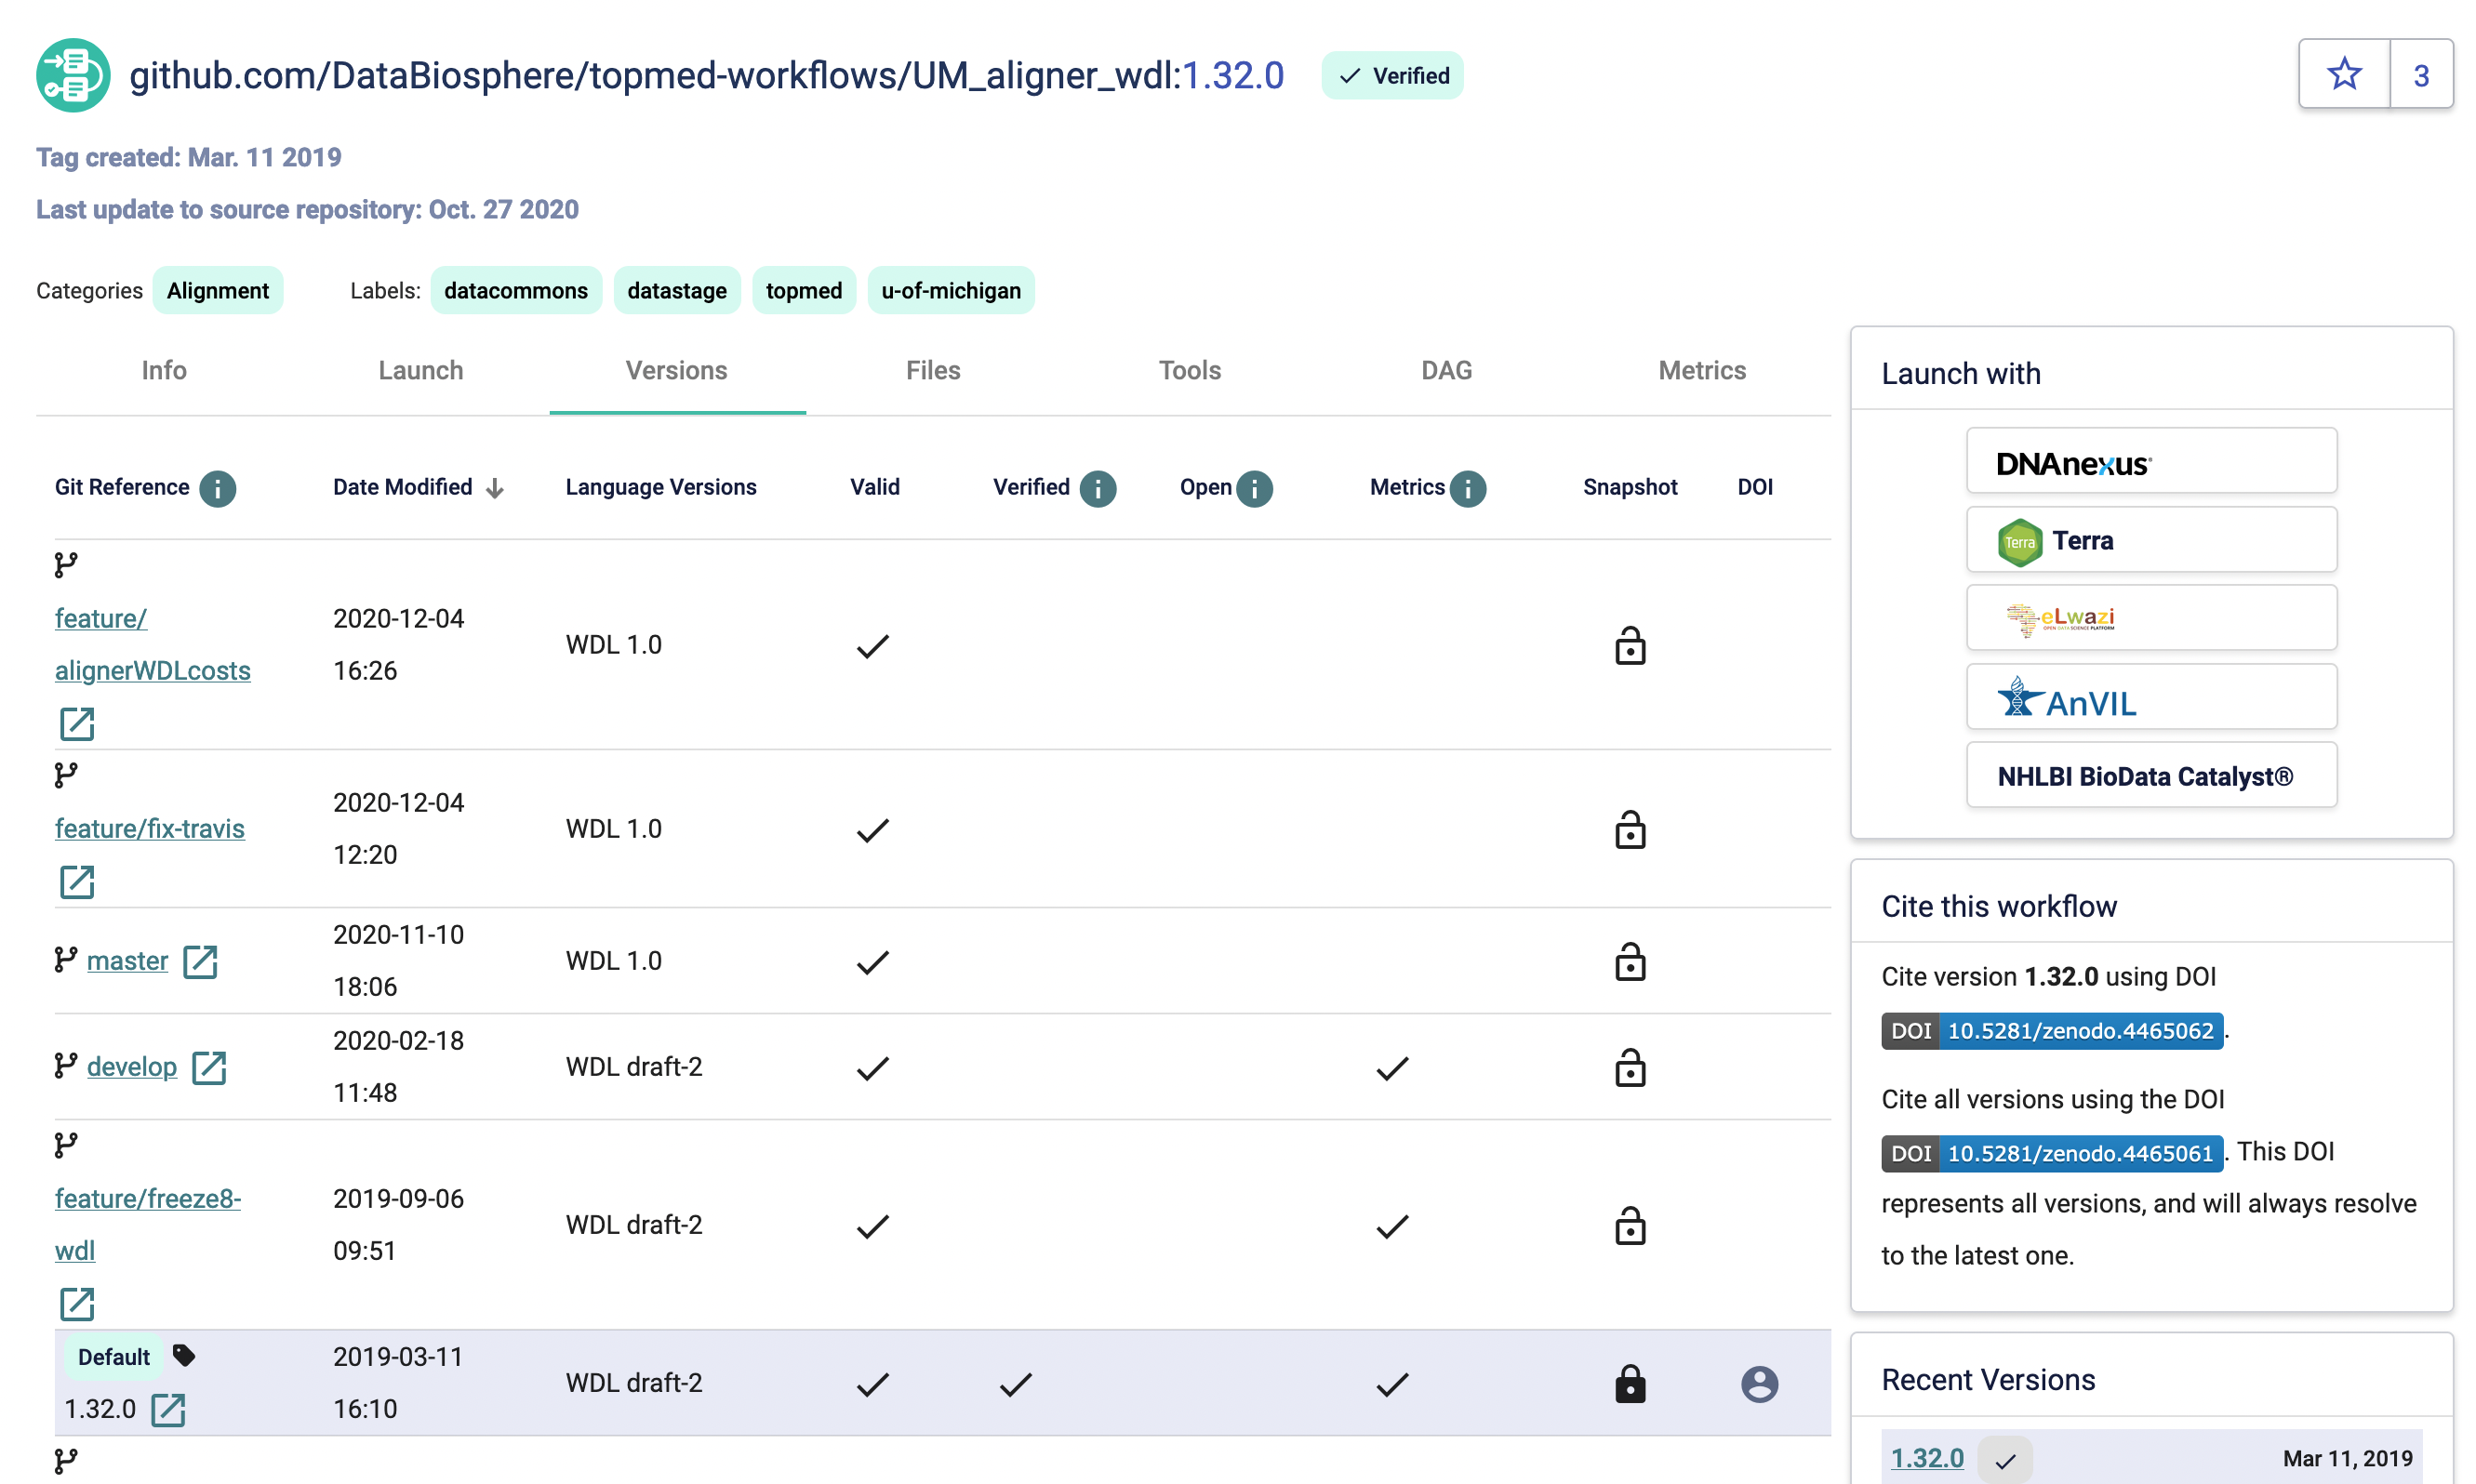 github.com/DataBiosphere/topmed-workflows/UM_aligner_wdl:1.32.0 Verified 3
Tag created: Mar. 11 2019
Last update to source repository: Oct. 27 2020
Categories Alignment Labels: datacommons datastage topmed u-of-michigan
Info Launch Versions Files Tools DAG Metrics
Git Reference Date Modified Language Versions Valid Verified Open Metrics Snapshot DOI
feature/
alignerWDLcosts
2020-12-04
16:26
WDL 1.0
feature/fix-travis
2020-12-04
12:20
WDL 1.0
master
2020-11-10
18:06
WDL 1.0
develop
2020-02-18
11:48
WDL draft-2
feature/freeze8-
wdl
2019-09-06
09:51
WDL draft-2
Default
1.32.0
2019-03-11
16:10
WDL draft-2
Launch with
DNAnexus
Terra Terra
eLwazi
OPEN DATA SCIENCE PLATFORM
AnVIL
NHLBI BioData Catalyst®
Cite this workflow
Cite version 1.32.0 using DOI
DOI 10.5281/zenodo.4465062.
Cite all versions using the DOI
DOI 10.5281/zenodo.4465061. This DOI
represents all versions, and will always resolve
to the latest one.
Recent Versions
1.32.0 Mar 11, 2019